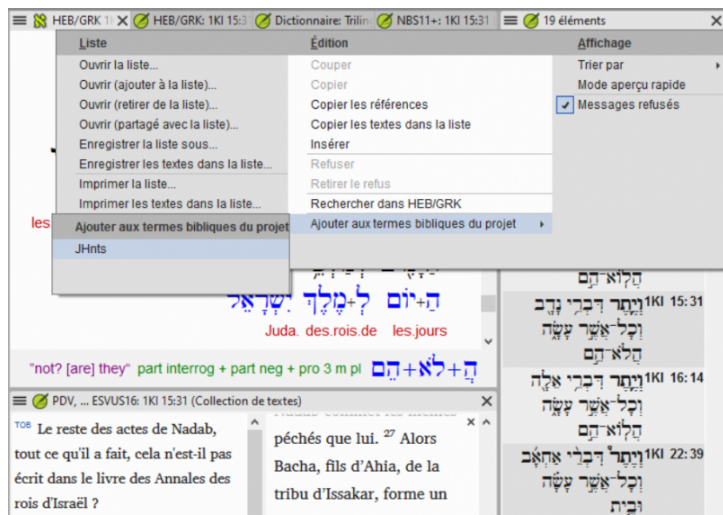 HEB/GRK 1
HEB/GRK: 1KI 15:3
Dictionnaire: Triling
NBS11+: 1KI 15:31
19 éléments
Liste
Ouvrir la liste...
Ouvrir (ajouter à la liste)...
Ouvrir (retirer de la liste)...
Ouvrir (partagé avec la liste)...
Enregistrer la liste sous...
Enregistrer les textes dans la liste...
Imprimer la liste...
Imprimer les textes dans la liste...
Ajouter aux termes bibliques du projet
JHnts
Édition
Couper
Copier
Copier les références
Copier les textes dans la liste
Insérer
Refuser
Retirer le refus
Rechercher dans HEB/GRK
Ajouter aux termes bibliques du projet
Affichage
Trier par
Mode aperçu rapide
Messages refusés
les
הַ+יּוֹם לְ+מֶלֶךְ יִשְׂרָאֵל
Juda. des.rois.de les.jours
"not? [are] they" part interrog + part neg + pro 3 m pl הֲ+לֹא+הֵם
PDV, ... ESVUS16: 1KI 15:31 (Collection de textes)
TOB Le reste des actes de Nadab,
tout ce qu'il a fait, cela n'est-il pas
écrit dans le livre des Annales des
rois d'Israël ?
péchés que lui. 27 Alors
Bacha, fils d'Ahia, de la
tribu d'Issakar, forme un
הֲלוֹא־הֵם
1KI 15:31 וְיֶתֶר דִּבְרֵי נָדָב
וְכָל־אֲשֶׁר עָשָׂה
הֲלֹא־הֵם
1KI 16:14 וְיֶתֶר דִּבְרֵי אֵלָה
וְכָל־אֲשֶׁר עָשָׂה
הֲלוֹא־הֵם
1KI 22:39 וְיֶתֶר דִּבְרֵי אַחְאָב
וְכָל־אֲשֶׁר עָשָׂה
וּבֵית